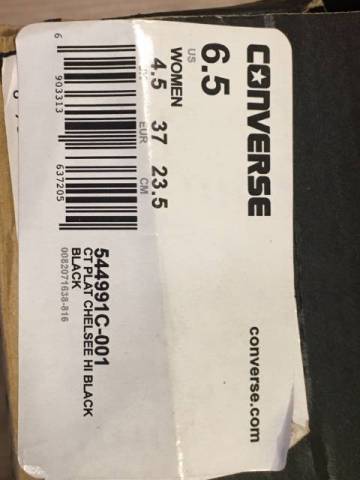 CONVERSE
converse.com
6.5
US
WOMEN
4.5 37 23.5
EUR CM
6 903313 637205
544991C-001
CT PLAT CHELSEE HI BLACK
BLACK
0082071638-816